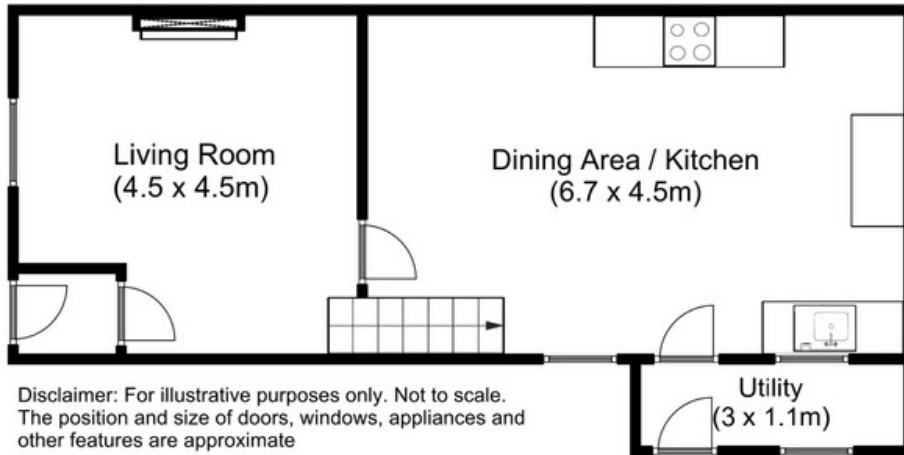 Living Room
(4.5 x 4.5m)
Dining Area / Kitchen
(6.7 x 4.5m)
Utility
(3 x 1.1m)
Disclaimer: For illustrative purposes only. Not to scale.
The position and size of doors, windows, appliances and
other features are approximate